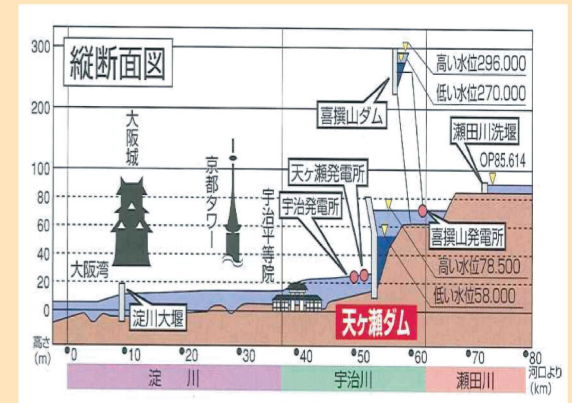 縦断面図
300
200
100
80
60
40
20
0
高さ
(m)
高い水位296.000
低い水位270.000
喜撰山ダム
瀬田川洗堰
OP85.614
大阪城
京都タワー
宇治平等院
天ヶ瀬発電所
宇治発電所
喜撰山発電所
高い水位78.500
低い水位58.000
大阪湾
淀川大堰
天ヶ瀬ダム
0 10 20 30 40 50 60 70 80
河口より
(km)
淀川 宇治川 瀬田川